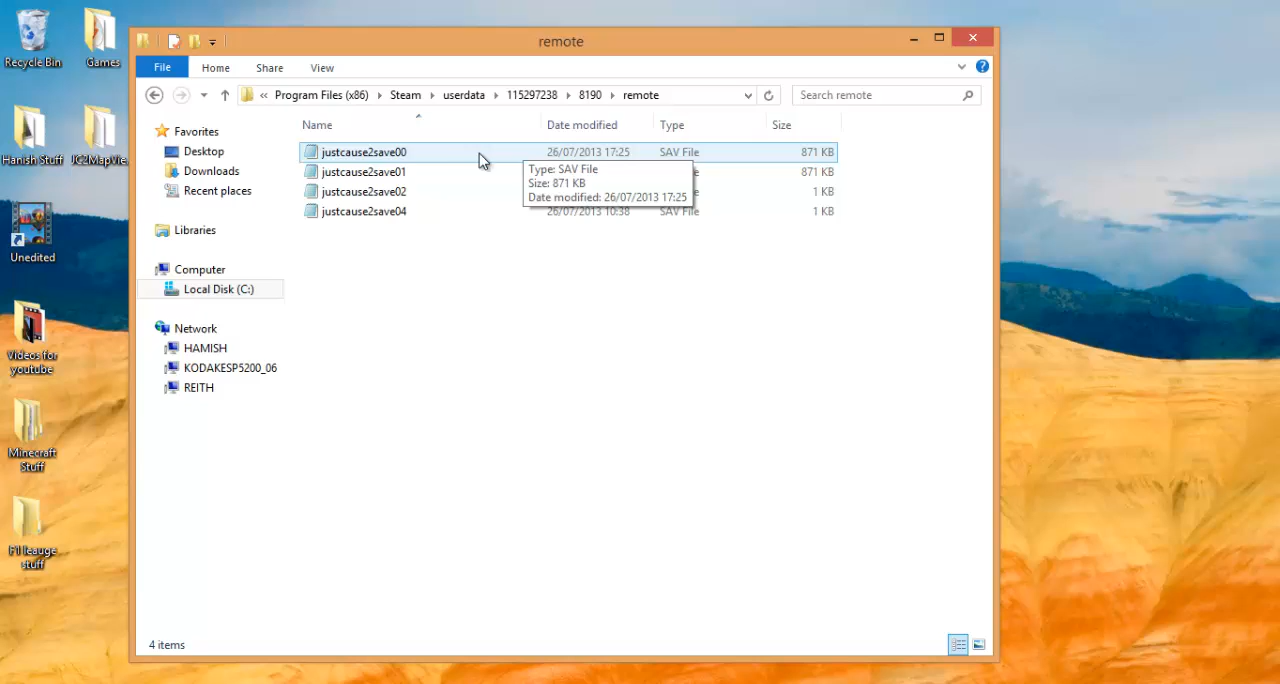 Recycle Bin
Games
Hanish Stuff
JC2MapVie...
Unedited
Videos for
youtube
Minecraft
Stuff
F1 leauge
stuff
remote
File Home Share View
« Program Files (x86) Steam userdata 115297238 8190 remote
Search remote
Name Date modified Type Size
justcause2save00 26/07/2013 17:25 SAV File 871 KB
justcause2save01 871 KB
justcause2save02 1 KB
justcause2save04 26/07/2013 10:38 SAV File 1 KB
Type: SAV File
Size: 871 KB
Date modified: 26/07/2013 17:25
Favorites
Desktop
Downloads
Recent places
Libraries
Computer
Local Disk (C:)
Network
HAMISH
KODAKESP5200_06
REITH
4 items